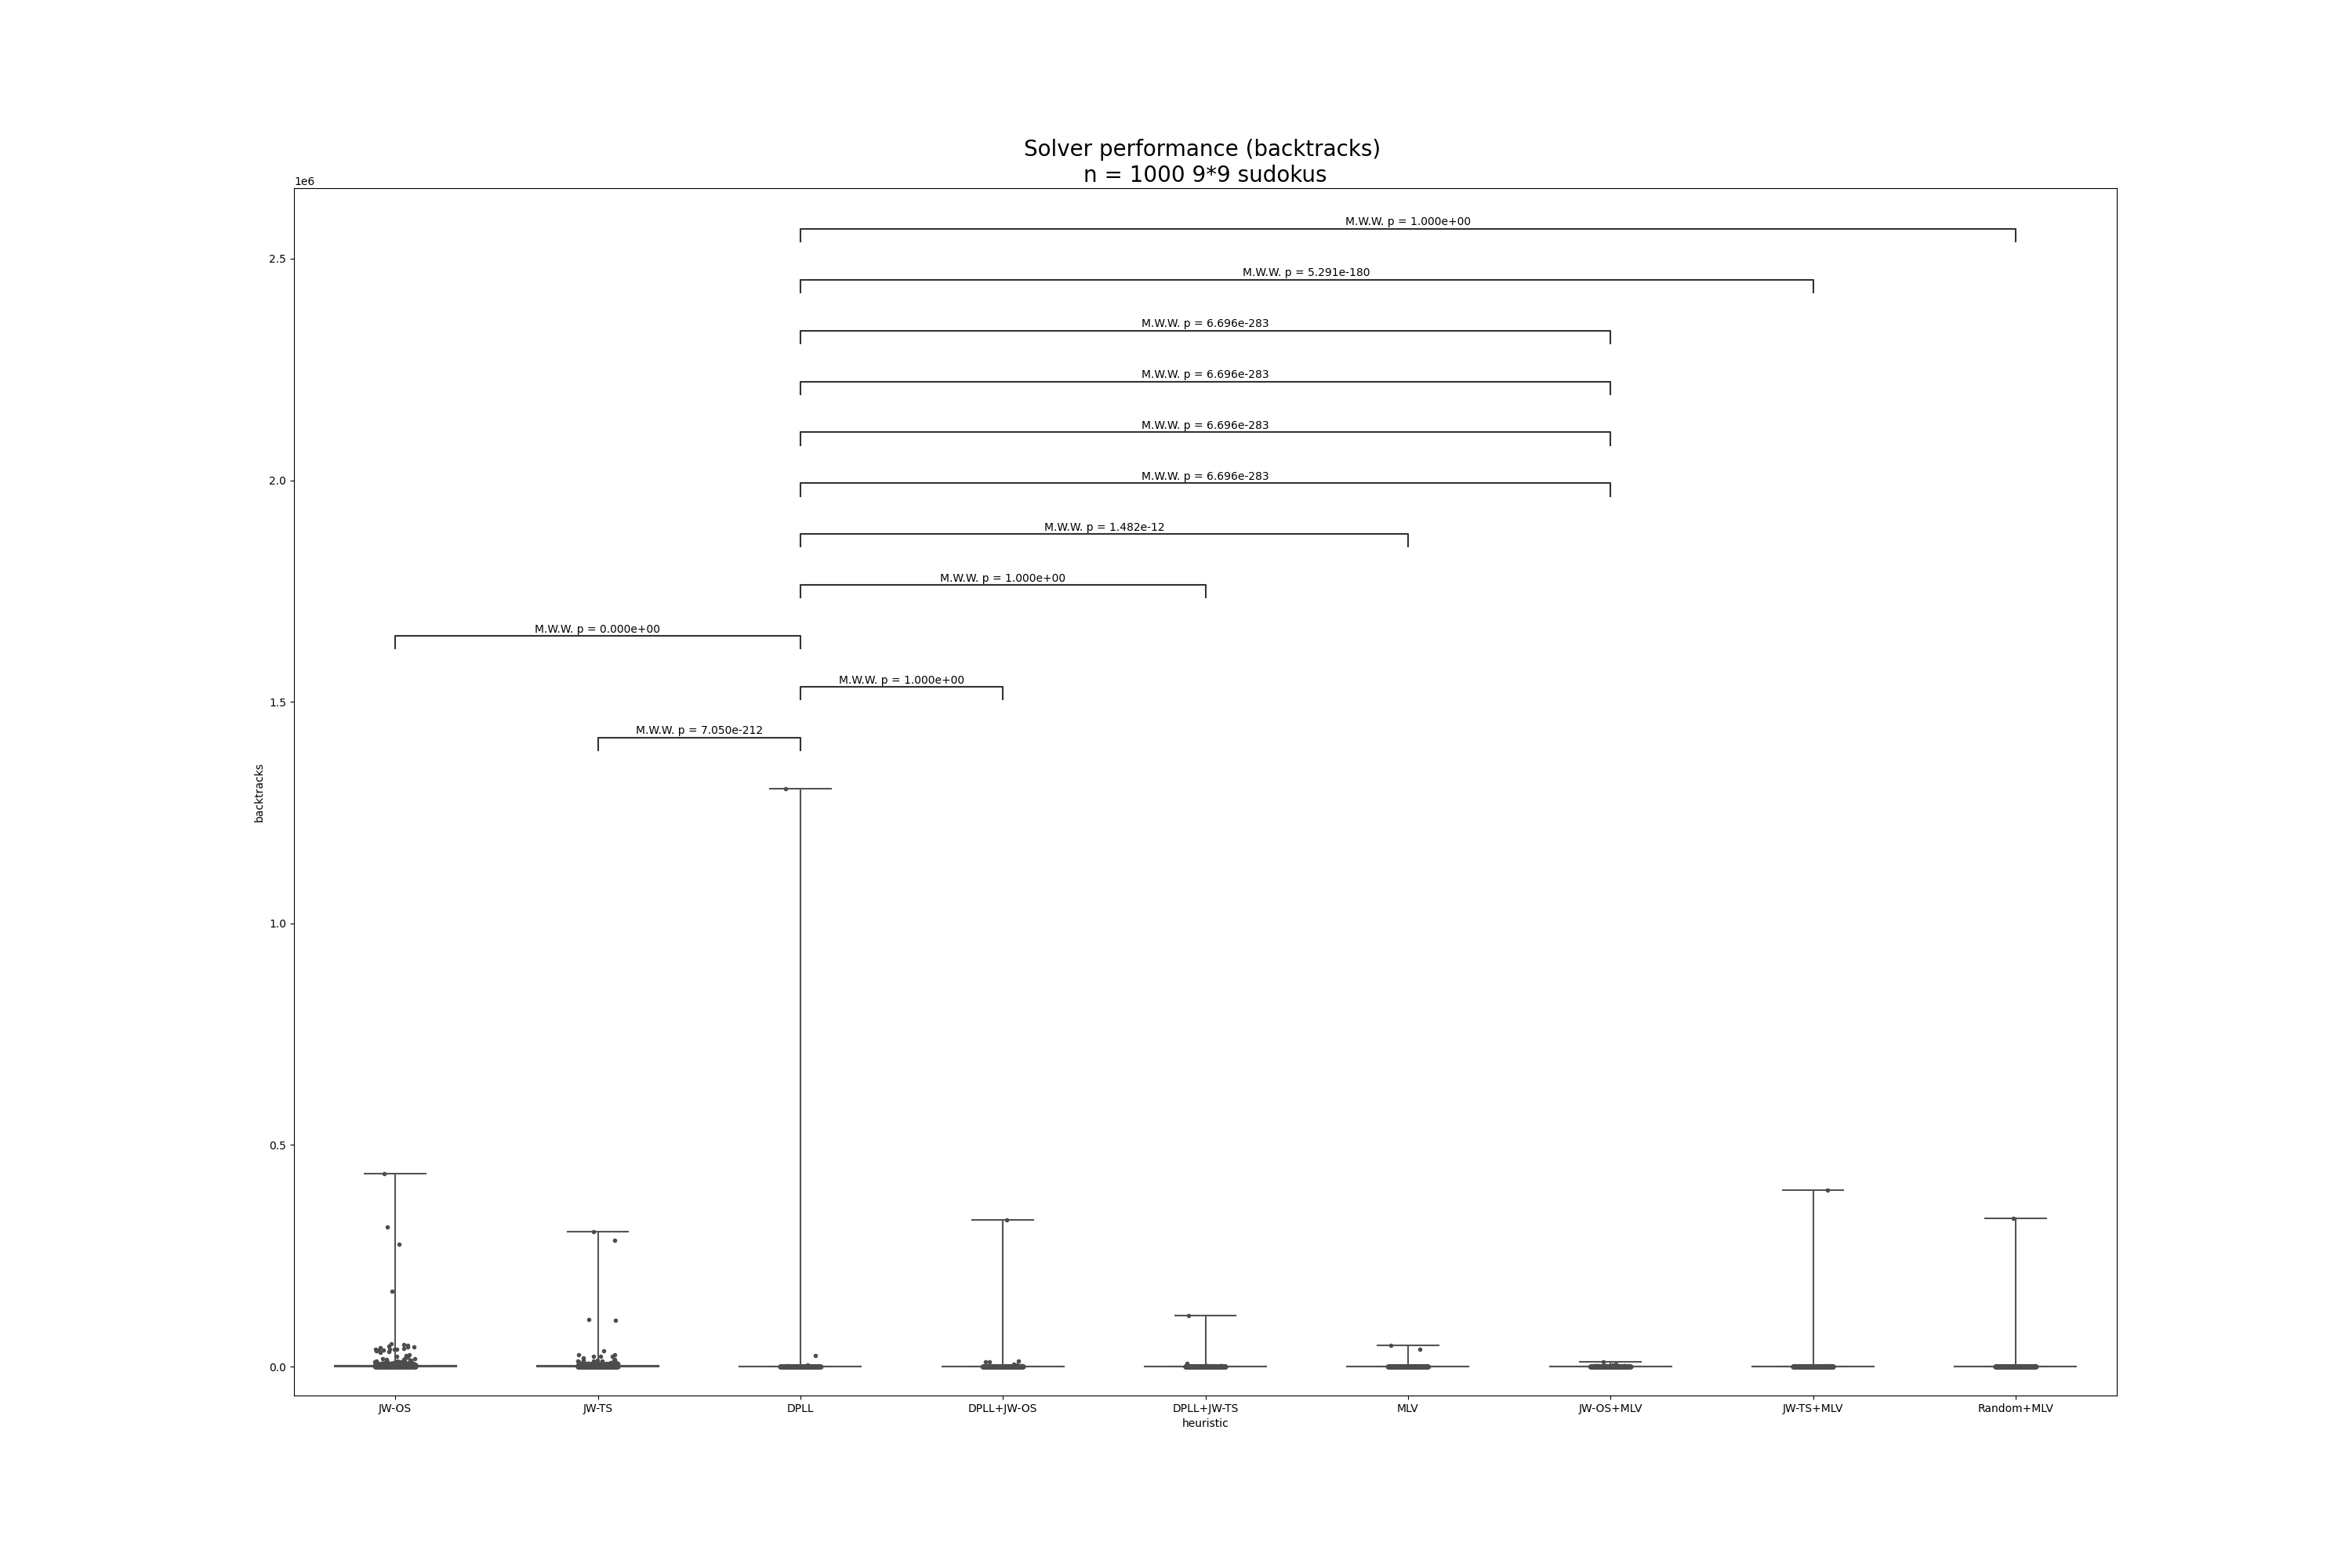 Solver performance (backtracks)
n = 1000 9*9 sudokus
1e6
M.W.W. p = 1.000e+00
2.5
M.W.W. p = 5.291e-180
M.W.W. p = 6.696e-283
M.W.W. p = 6.696e-283
M.W.W. p = 6.696e-283
2.0
M.W.W. p = 6.696e-283
M.W.W. p = 1.482e-12
M.W.W. p = 1.000e+00
M.W.W. p = 0.000e+00
1.5
M.W.W. p = 1.000e+00
M.W.W. p = 7.050e-212
backtracks
1.0
0.5
0.0
JW-OS JW-TS DPLL DPLL+JW-OS DPLL+JW-TS MLV JW-OS+MLV JW-TS+MLV Random+MLV
heuristic